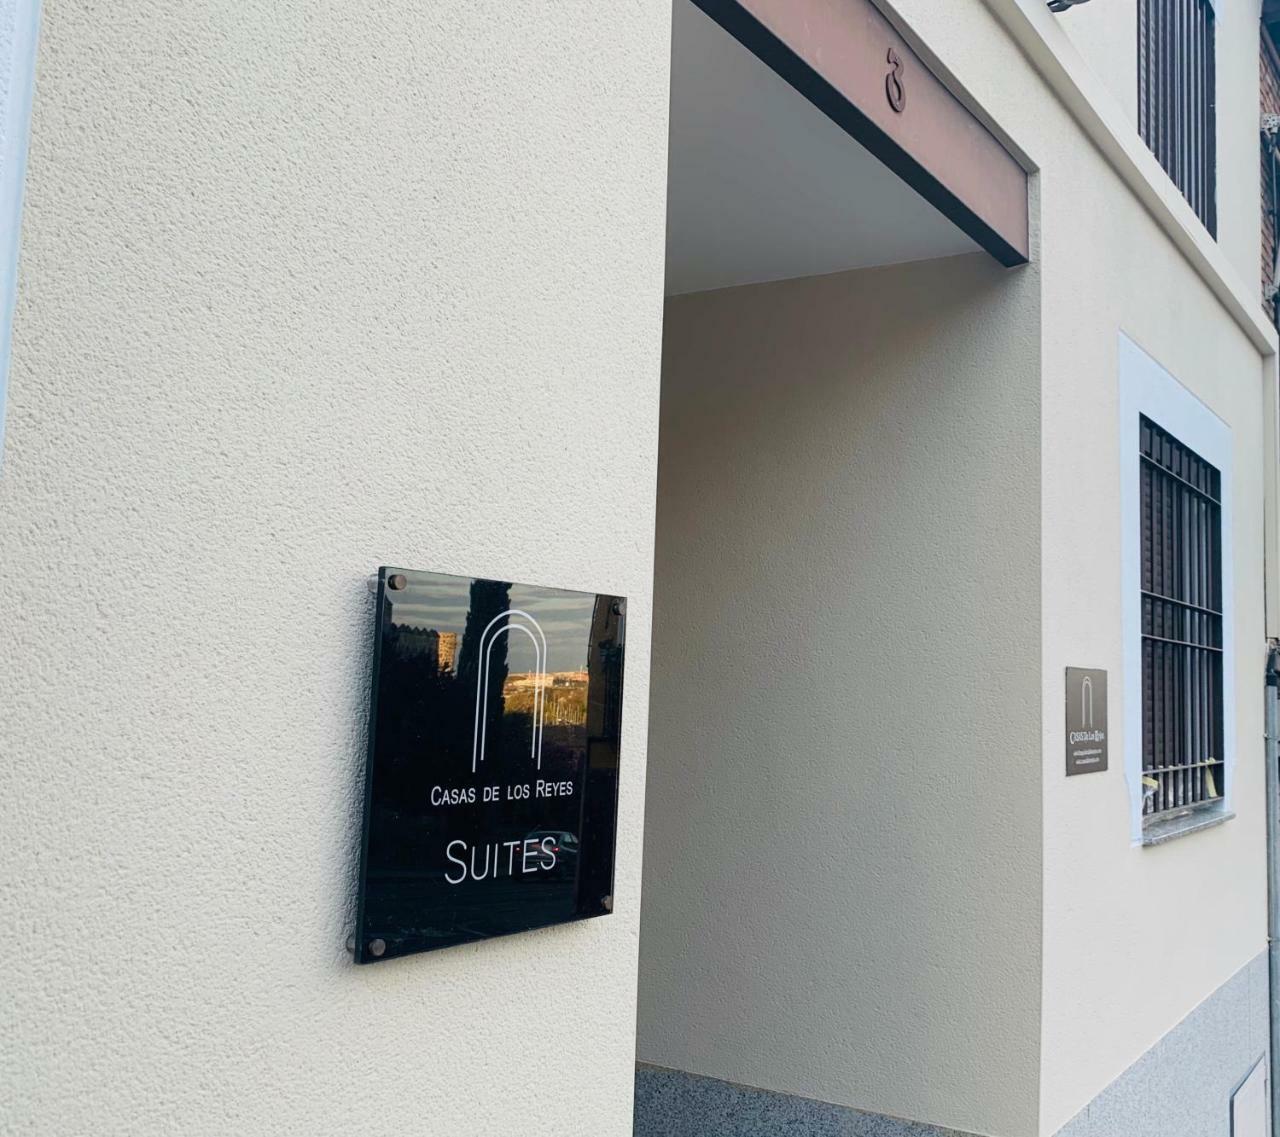 3
CASAS DE LOS REYES
SUITES
CASAS De Los Reyes